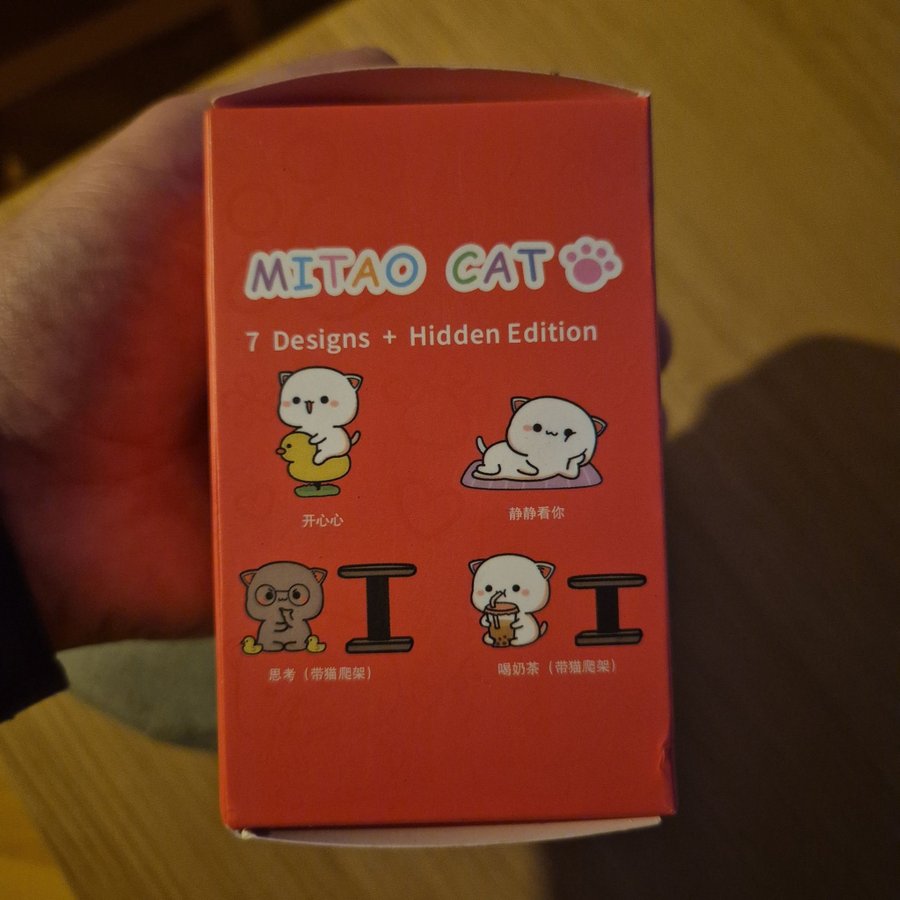 MITAO CAT
7 Designs + Hidden Edition
开心心
静静看你
思考（带猫爬架）
喝奶茶（带猫爬架）